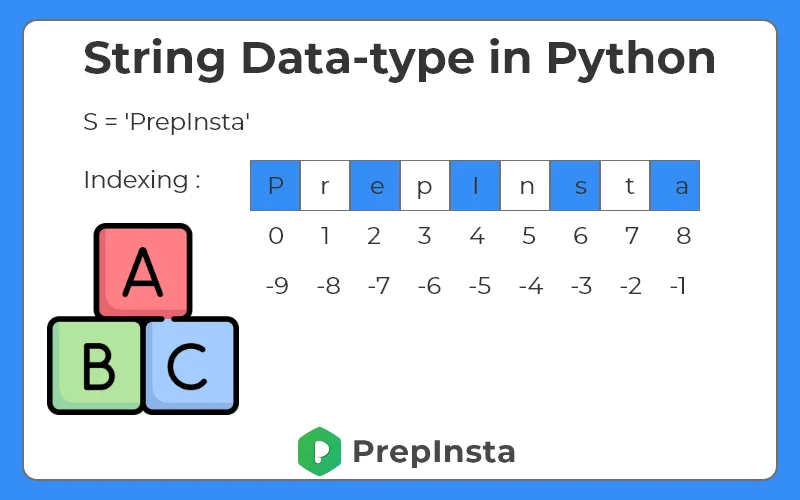 String Data-type in Python
S = 'PrepInsta'
Indexing : P r e p I n s t a
0 1 2 3 4 5 6 7 8
-9 -8 -7 -6 -5 -4 -3 -2 -1
A
B C
PrepInsta